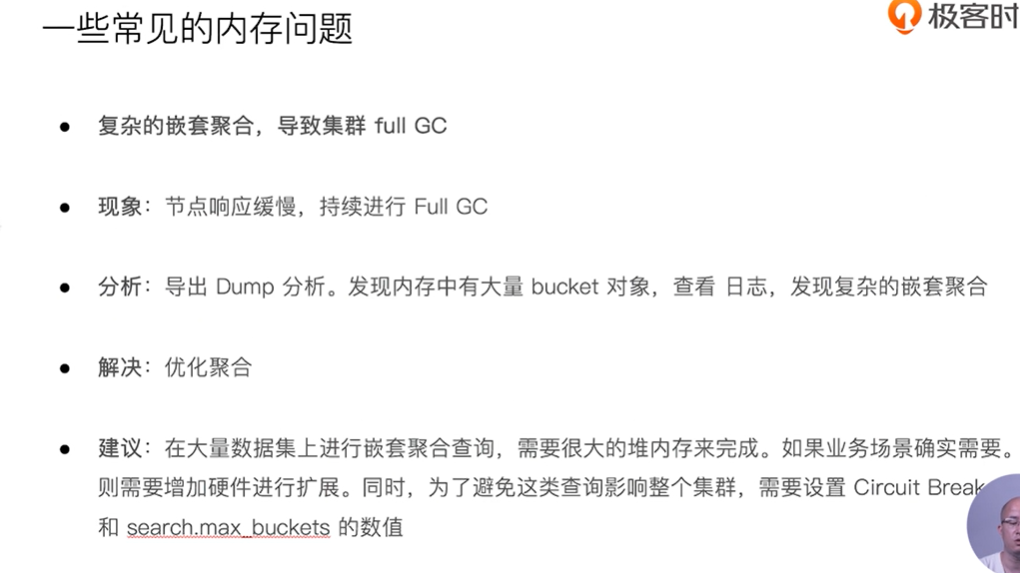 一些常见的内存问题
极客时
复杂的嵌套聚合，导致集群 full GC
现象：节点响应缓慢，持续进行 Full GC
分析：导出 Dump 分析。发现内存中有大量 bucket 对象，查看 日志，发现复杂的嵌套聚合
解决：优化聚合
建议：在大量数据集上进行嵌套聚合查询，需要很大的堆内存来完成。如果业务场景确实需要。
则需要增加硬件进行扩展。同时，为了避免这类查询影响整个集群，需要设置 Circuit Break
和 search.max_buckets 的数值